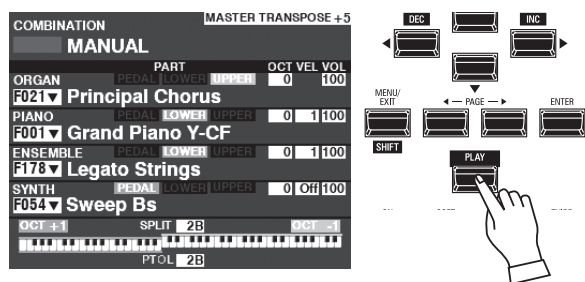 COMBINATION MASTER TRANSPOSE +5
MANUAL
PART OCT VEL VOL
ORGAN PEDAL LOWER UPPER 0 100
F021▼ Principal Chorus
PIANO PEDAL LOWER UPPER 0 1 100
F001▼ Grand Piano Y-CF
ENSEMBLE PEDAL LOWER UPPER 0 1 100
F178▼ Legato Strings
SYNTH PEDAL LOWER UPPER 0 Off 100
F054▼ Sweep Bs
OCT +1 SPLIT 2B OCT -1
PTOL 2B
DEC INC
MENU/
EXIT ◄ — PAGE — ► ENTER
SHIFT
PLAY